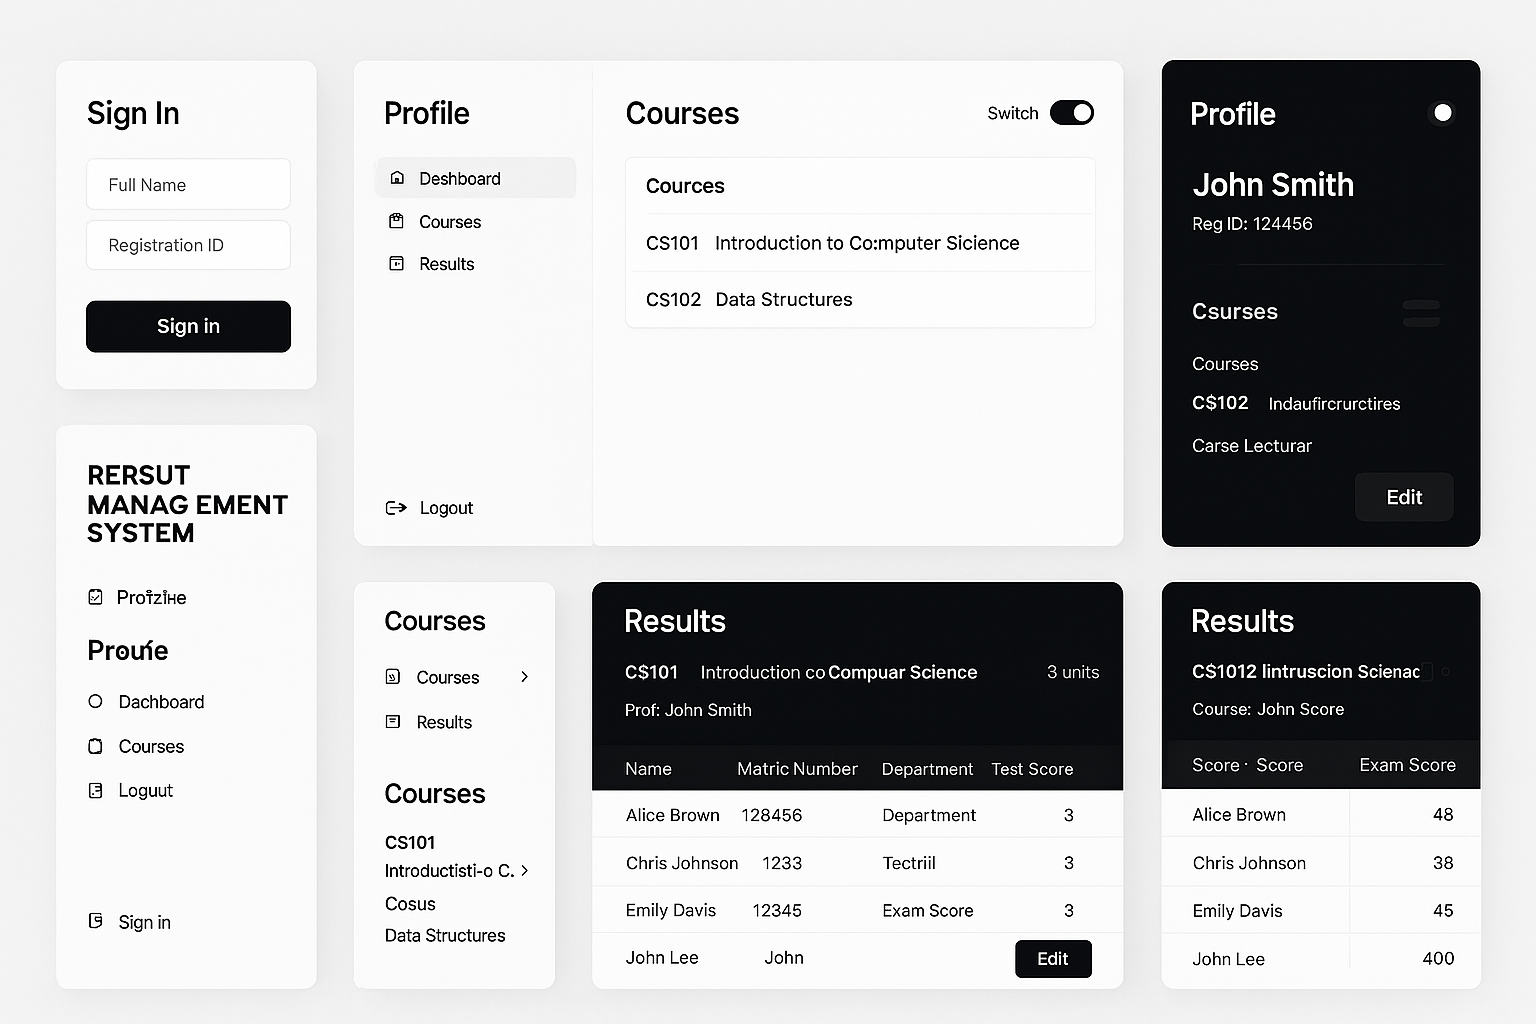 Sign In
Full Name
Registration ID
Sign in
Profile
Deshboard
Courses
Results
Logout
Courses
Switch
Cources
CS101 Introduction to Co:mputer Sicience
CS102 Data Structures
Profile
John Smith
Reg ID: 124456
Csurses
Courses
C$102 Indaufircrurctires
Carse Lecturar
Edit
RERSUT
MANAG EMENT
SYSTEM
Dachboard
Courses
Loguut
Sign in
Courses
Courses
Results
Courses
CS101
Introductisti-o C.
Cosus
Data Structures
Results
C$101 Introduction co Compuar Science 3 units
Prof: John Smith
Name Matric Number Department Test Score
Alice Brown 128456 Department 3
Chris Johnson 1233 Tectriil 3
Emily Davis 12345 Exam Score 3
John Lee John Edit
Results
C$1012 lintruscion Scienac
Course: John Score
Score · Score Exam Score
Alice Brown 48
Chris Johnson 38
Emily Davis 45
John Lee 400